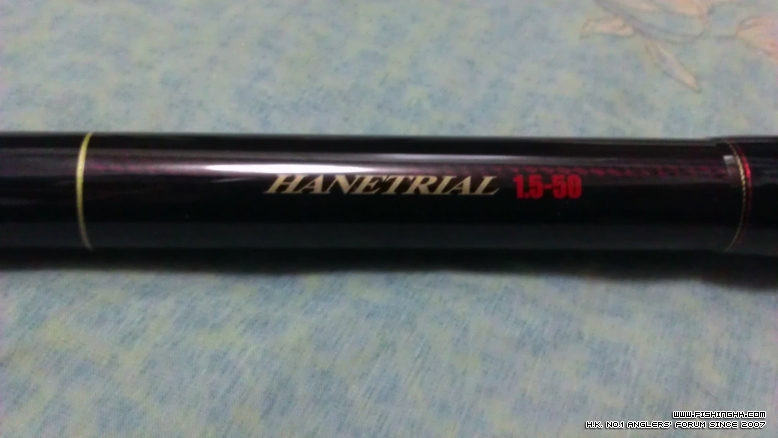 HANETRIAL 1.5-50
WWW.FISHINGHK.COM
H.K. NO.1 ANGLERS' FORUM SINCE 2007